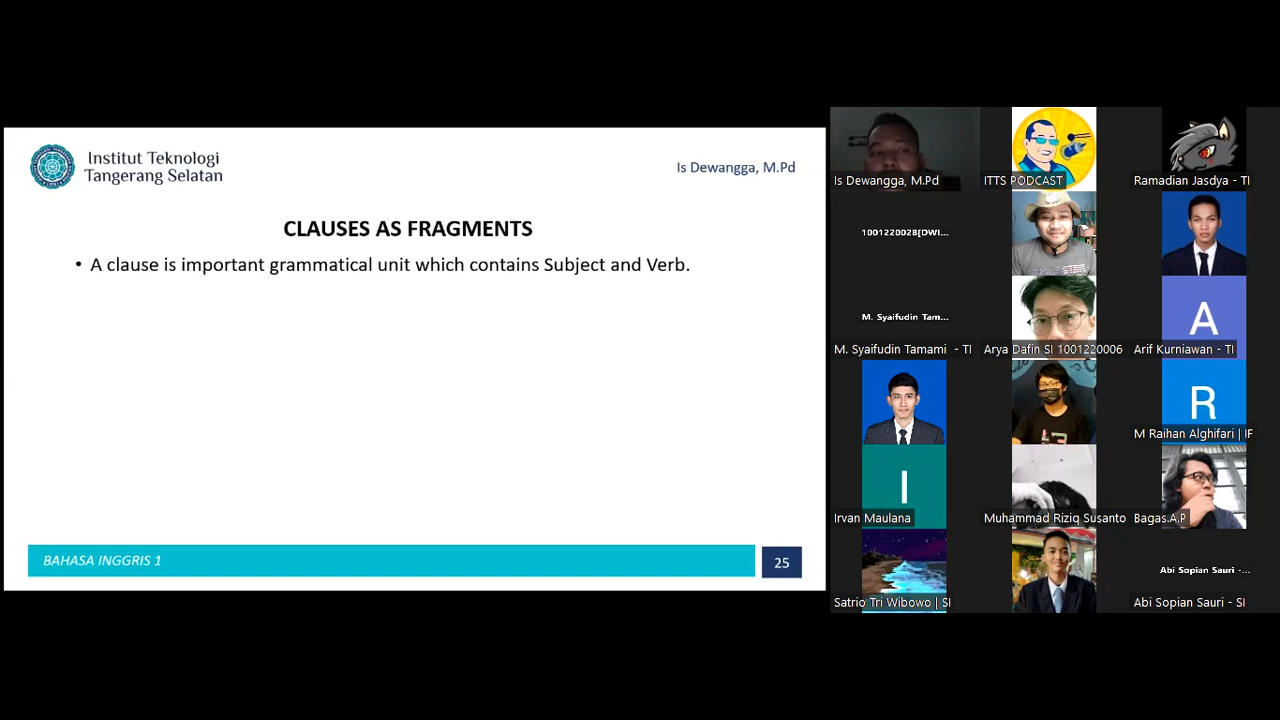 Institut Teknologi
Tangerang Selatan
Is Dewangga, M.Pd
CLAUSES AS FRAGMENTS
• A clause is important grammatical unit which contains Subject and Verb.
BAHASA INGGRIS 1
25
Is Dewangga, M.Pd
ITTS PODCAST
Ramadian Jasdya - TI
1001220028[DWI...
M. Syaifudin Tam...
M. Syaifudin Tamami - TI
Arya Dafin SI 1001220006
A
Arif Kurniawan - TI
R
M Raihan Alghifari | IF
I
Irvan Maulana
Muhammad Riziq Susanto
Bagas.A.P
Satrio Tri Wibowo | SI
Abi Sopian Sauri -...
Abi Sopian Sauri - SI